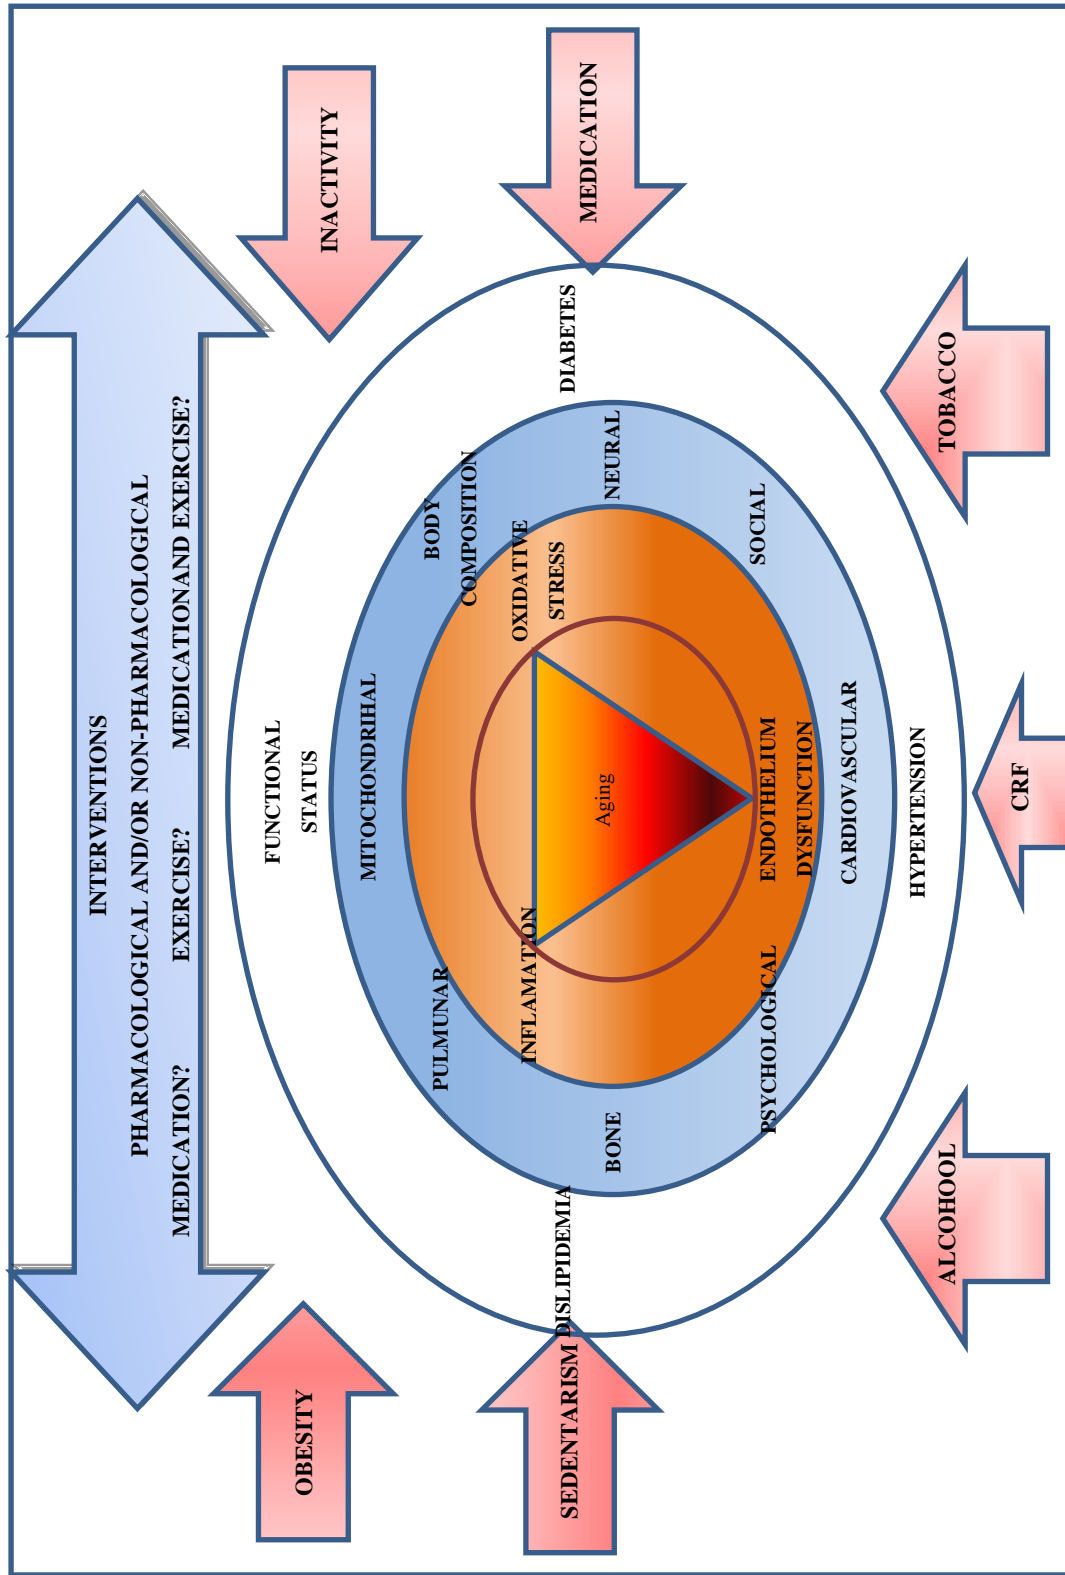 INTERVENTIONS
PHARMACOLOGICAL AND/OR NON-PHARMACOLOGICAL
MEDICATION? EXERCISE? MEDICATIONAND EXERCISE?
OBESITY
INACTIVITY
FUNCTIONAL
STATUS
MITOCHONDRIHAL
PULMUNAR
BODY
COMPOSITION
INFLAMATION
OXIDATIVE
STRESS
SEDENTARISM
DISLIPIDEMIA
BONE
Aging
NEURAL
DIABETES
MEDICATION
PSYCHOLOGICAL
ENDOTHELIUM
DYSFUNCTION
SOCIAL
CARDIOVASCULAR
HYPERTENSION
ALCOHOOL
CRF
TOBACCO